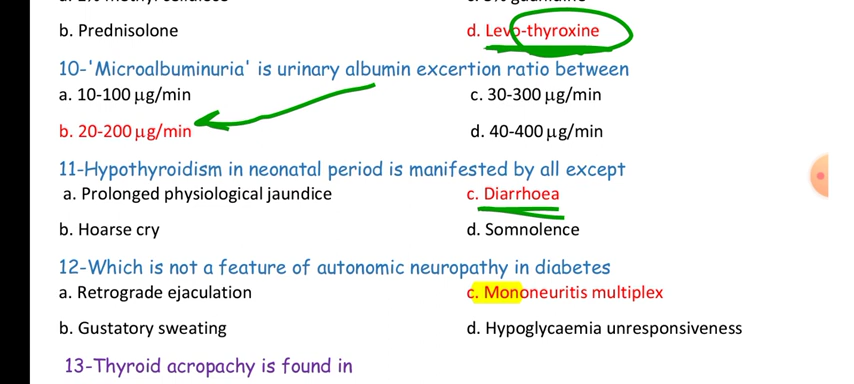 b. Prednisolone d. Levo-thyroxine
10-'Microalbuminuria' is urinary albumin excertion ratio between
a. 10-100 µg/min c. 30-300 µg/min
b. 20-200 µg/min d. 40-400 µg/min
11-Hypothyroidism in neonatal period is manifested by all except
a. Prolonged physiological jaundice c. Diarrhoea
b. Hoarse cry d. Somnolence
12-Which is not a feature of autonomic neuropathy in diabetes
a. Retrograde ejaculation c. Mononeuritis multiplex
b. Gustatory sweating d. Hypoglycaemia unresponsiveness
13-Thyroid acropachy is found in